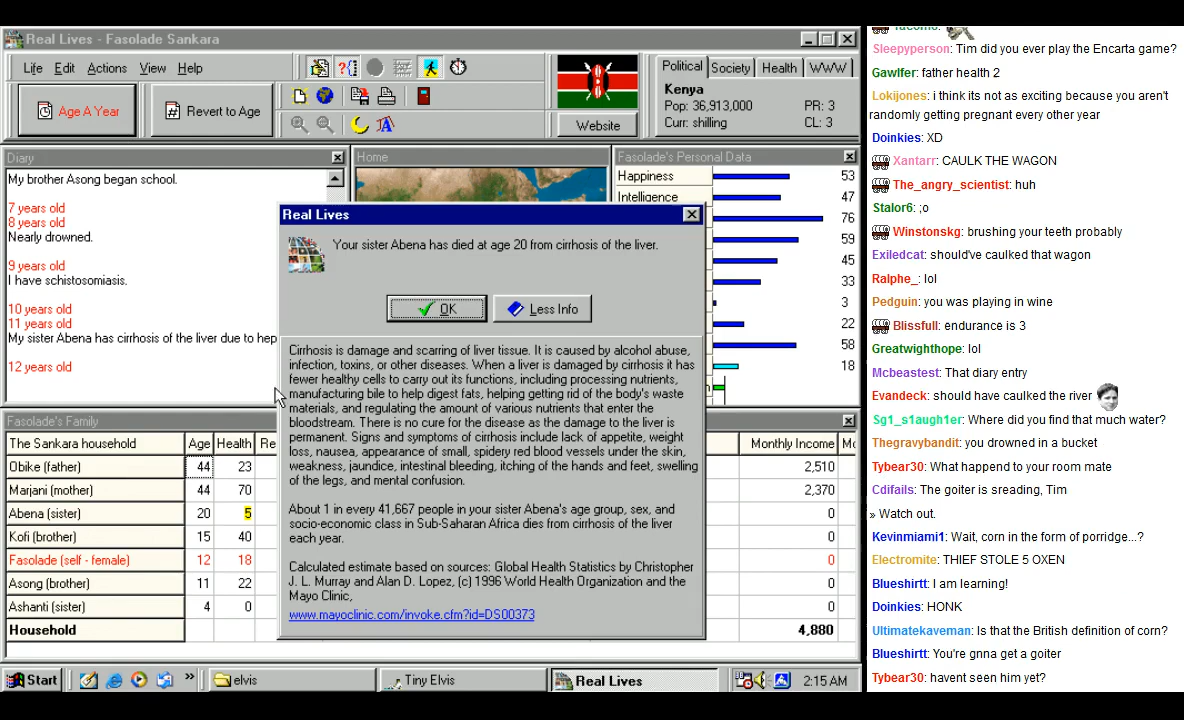 Real Lives - Fasolade Sankara
Life Edit Actions View Help
Age A Year
Revert to Age
Website
Political Society Health WWW
Kenya
Pop: 36,913,000 PR: 3
Curr: shilling CL: 3
Diary
My brother Asong began school.
7 years old
8 years old
Nearly drowned.
9 years old
I have schistosomiasis.
10 years old
11 years old
My sister Abena has cirrhosis of the liver due to hep
12 years old
Home
Fasolade's Personal Data
Happiness 53
Intelligence 47
76
59
45
33
3
22
58
18
Real Lives
Your sister Abena has died at age 20 from cirrhosis of the liver.
OK
Less Info
Cirrhosis is damage and scarring of liver tissue. It is caused by alcohol abuse,
infection, toxins, or other diseases. When a liver is damaged by cirrhosis it has
fewer healthy cells to carry out its functions, including processing nutrients,
manufacturing bile to help digest fats, helping getting rid of the body's waste
materials, and regulating the amount of various nutrients that enter the
bloodstream. There is no cure for the disease as the damage to the liver is
permanent. Signs and symptoms of cirrhosis include lack of appetite, weight
loss, nausea, appearance of small, spidery red blood vessels under the skin,
weakness, jaundice, intestinal bleeding, itching of the hands and feet, swelling
of the legs, and mental confusion.
About 1 in every 41,667 people in your sister Abena's age group, sex, and
socio-economic class in Sub-Saharan Africa dies from cirrhosis of the liver
each year.
Calculated estimate based on sources: Global Health Statistics by Christopher
J. L. Murray and Alan D. Lopez, (c) 1996 World Health Organization and the
Mayo Clinic,
www.mayoclinic.com/invoke.cfm?id=DS00373
Fasolade's Family
The Sankara household Age Health Re Monthly Income Mo
Obike (father) 44 23 2,510
Marjani (mother) 44 70 2,370
Abena (sister) 20 5 0
Kofi (brother) 15 40 0
Fasolade (self - female) 12 18 0
Asong (brother) 11 22 0
Ashanti (sister) 4 0 0
Household 4,880
Start
elvis
Tiny Elvis
Real Lives
2:15 AM
Sleepyperson: Tim did you ever play the Encarta game?
Gawlfer: father health 2
Lokijones: i think its not as exciting because you aren't
randomly getting pregnant every other year
Doinkies: XD
Xantarr: CAULK THE WAGON
The_angry_scientist: huh
Stalor6: ;o
Winstonskg: brushing your teeth probably
Exiledcat: should've caulked that wagon
Ralphe_: lol
Pedguin: you was playing in wine
Blissfull: endurance is 3
Greatwighthope: lol
Mcbeastest: That diary entry
Evandeck: should have caulked the river
Sg1_s1augh1er: Where did you find that much water?
Thegravybandit: you drowned in a bucket
Tybear30: What happend to your room mate
Cdifails: The goiter is sreading, Tim
» Watch out.
Kevinmiami1: Wait, corn in the form of porridge...?
Electromite: THIEF STOLE 5 OXEN
Blueshirtt: I am learning!
Doinkies: HONK
Ultimatekaveman: Is that the British definition of corn?
Blueshirtt: You're gnna get a goiter
Tybear30: havent seen him yet?